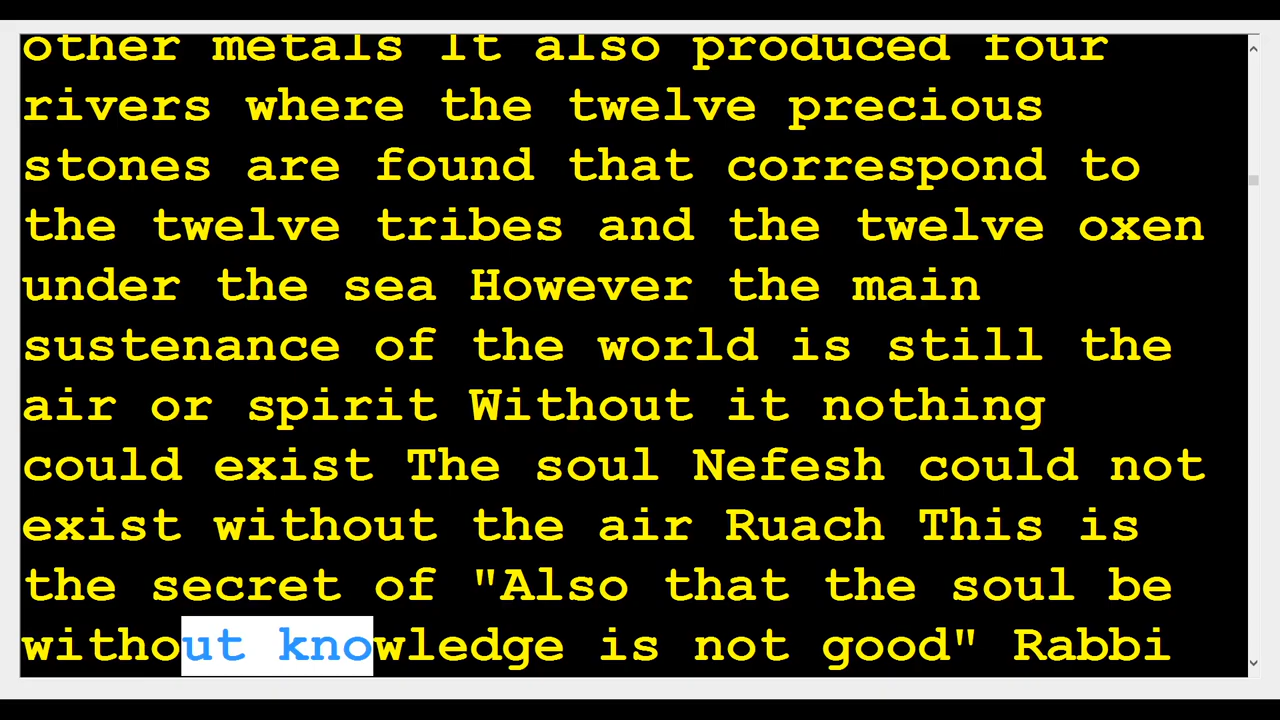 other metals It also produced four
rivers where the twelve precious
stones are found that correspond to
the twelve tribes and the twelve oxen
under the sea However the main
sustenance of the world is still the
air or spirit Without it nothing
could exist The soul Nefesh could not
exist without the air Ruach This is
the secret of "Also that the soul be
without knowledge is not good" Rabbi